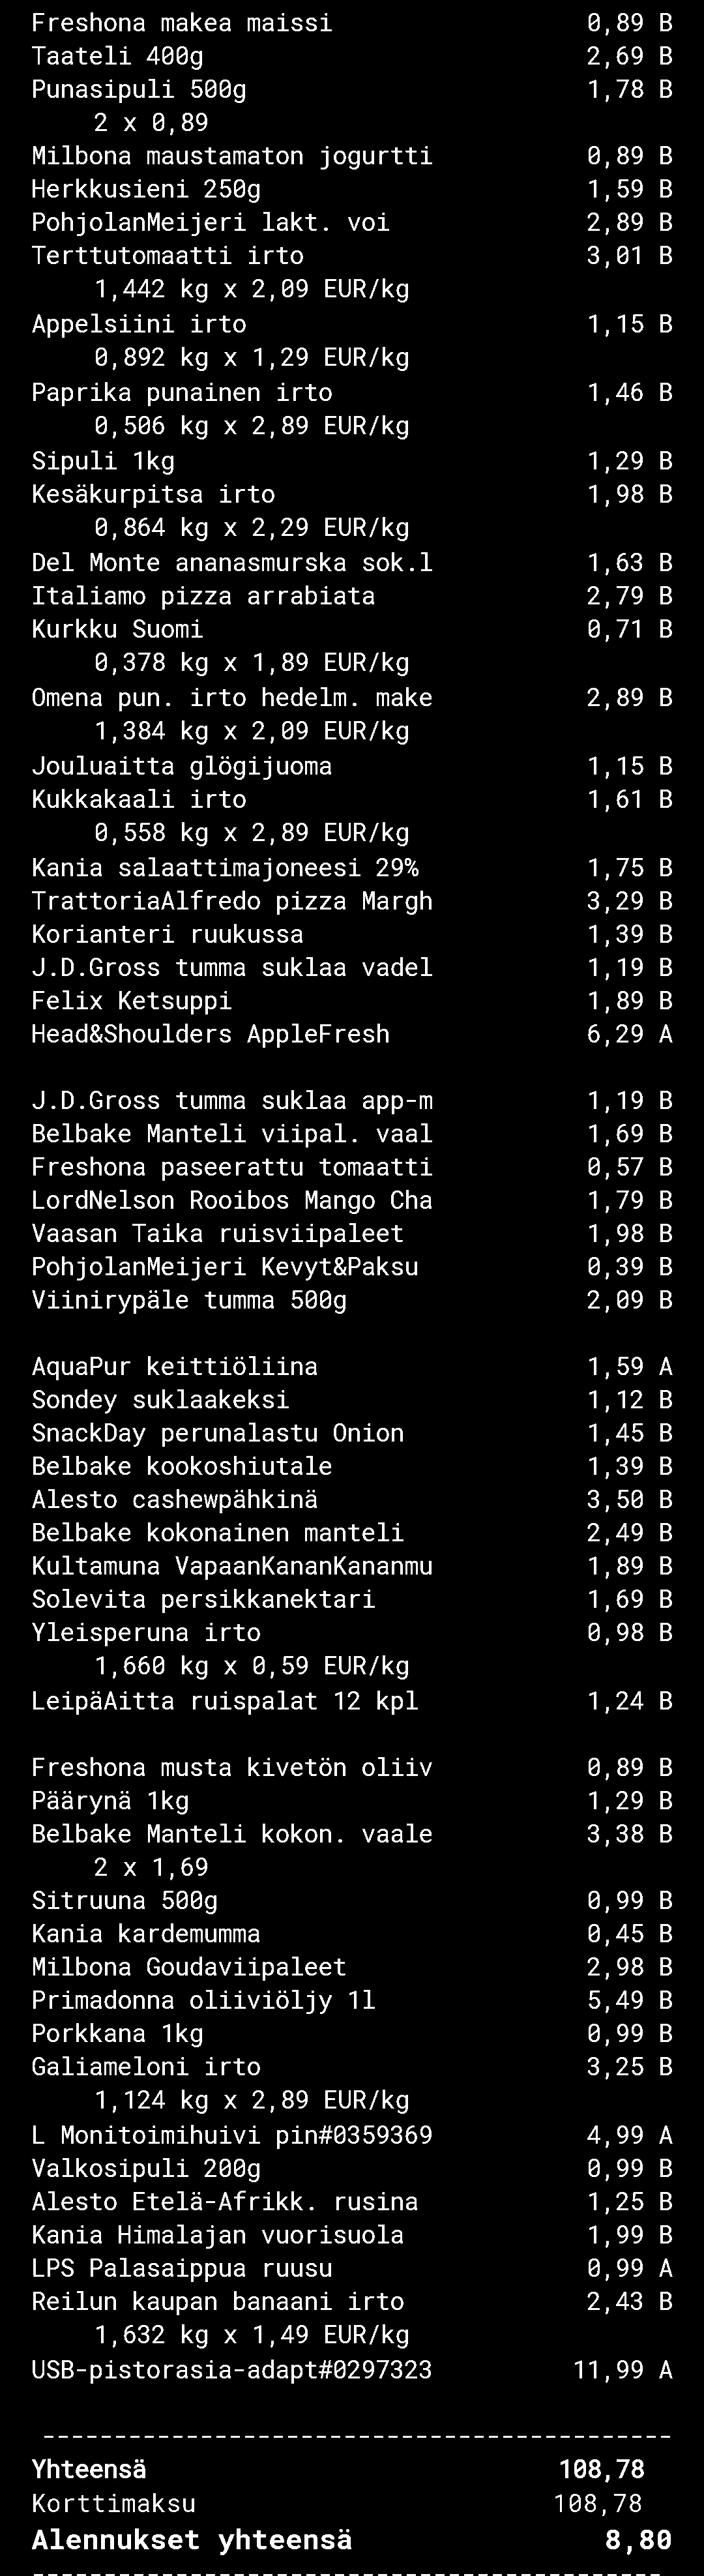 Freshona makea maissi 0,89 B
Taateli 400g 2,69 B
Punasipuli 500g 1,78 B
2 x 0,89
Milbona maustamaton jogurtti 0,89 B
Herkkusieni 250g 1,59 B
PohjolanMeijeri lakt. voi 2,89 B
Terttutomaatti irto 3,01 B
1,442 kg x 2,09 EUR/kg
Appelsiini irto 1,15 B
0,892 kg x 1,29 EUR/kg
Paprika punainen irto 1,46 B
0,506 kg x 2,89 EUR/kg
Sipuli 1kg 1,29 B
Kesäkurpitsa irto 1,98 B
0,864 kg x 2,29 EUR/kg
Del Monte ananasmurska sok.l 1,63 B
Italiamo pizza arrabiata 2,79 B
Kurkku Suomi 0,71 B
0,378 kg x 1,89 EUR/kg
Omena pun. irto hedelm. make 2,89 B
1,384 kg x 2,09 EUR/kg
Jouluaitta glögijuoma 1,15 B
Kukkakaali irto 1,61 B
0,558 kg x 2,89 EUR/kg
Kania salaattimajoneesi 29% 1,75 B
TrattoriaAlfredo pizza Margh 3,29 B
Korianteri ruukussa 1,39 B
J.D.Gross tumma suklaa vadel 1,19 B
Felix Ketsuppi 1,89 B
Head&Shoulders AppleFresh 6,29 A
J.D.Gross tumma suklaa app-m 1,19 B
Belbake Manteli viipal. vaal 1,69 B
Freshona paseerattu tomaatti 0,57 B
LordNelson Rooibos Mango Cha 1,79 B
Vaasan Taika ruisviipaleet 1,98 B
PohjolanMeijeri Kevyt&Paksu 0,39 B
Viinirypäle tumma 500g 2,09 B
AquaPur keittiöliina 1,59 A
Sondey suklaakeksi 1,12 B
SnackDay perunalastu Onion 1,45 B
Belbake kookoshiutale 1,39 B
Alesto cashewpähkinä 3,50 B
Belbake kokonainen manteli 2,49 B
Kultamuna VapaanKananKananmu 1,89 B
Solevita persikkanektari 1,69 B
Yleisperuna irto 0,98 B
1,660 kg x 0,59 EUR/kg
LeipäAitta ruispalat 12 kpl 1,24 B
Freshona musta kivetön oliiv 0,89 B
Päärynä 1kg 1,29 B
Belbake Manteli kokon. vaale 3,38 B
2 x 1,69
Sitruuna 500g 0,99 B
Kania kardemumma 0,45 B
Milbona Goudaviipaleet 2,98 B
Primadonna oliiviöljy 1l 5,49 B
Porkkana 1kg 0,99 B
Galiameloni irto 3,25 B
1,124 kg x 2,89 EUR/kg
L Monitoimihuivi pin#0359369 4,99 A
Valkosipuli 200g 0,99 B
Alesto Etelä-Afrikk. rusina 1,25 B
Kania Himalajan vuorisuola 1,99 B
LPS Palasaippua ruusu 0,99 A
Reilun kaupan banaani irto 2,43 B
1,632 kg x 1,49 EUR/kg
USB-pistorasia-adapt#0297323 11,99 A
--------------------------------------------
Yhteensä 108,78
Korttimaksu 108,78
Alennukset yhteensä 8,80
--------------------------------------------